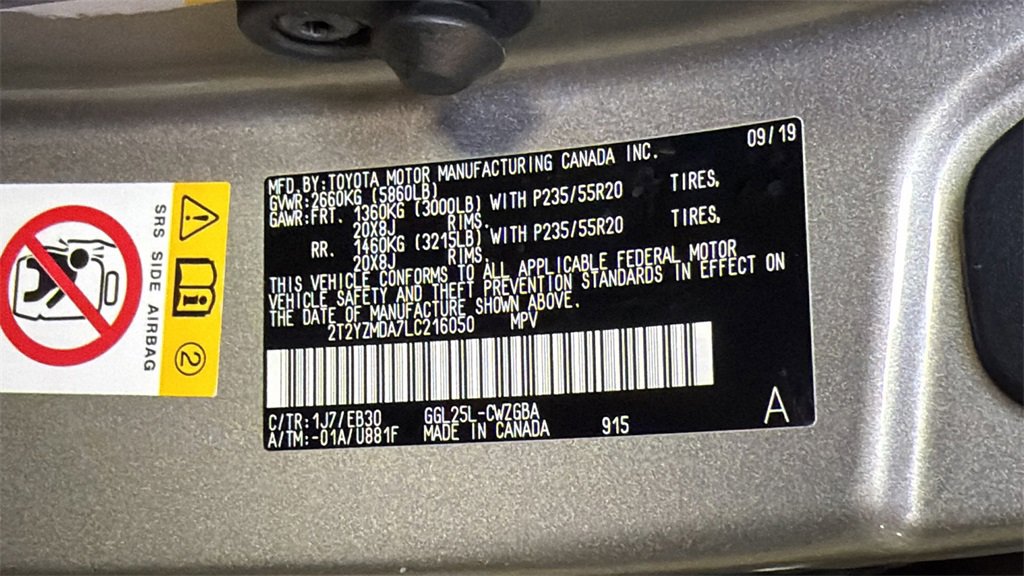 09/19
MFD.BY:TOYOTA MOTOR MANUFACTURING CANADA INC.
GVWR:2660KG (5860LB)
GAWR:FRT. 1360KG (3000LB) WITH P235/55R20 TIRES,
20X8J RIMS.
RR. 1460KG (3215LB) WITH P235/55R20 TIRES,
20X8J RIMS.
THIS VEHICLE CONFORMS TO ALL APPLICABLE FEDERAL MOTOR
VEHICLE SAFETY AND THEFT PREVENTION STANDARDS IN EFFECT ON
THE DATE OF MANUFACTURE SHOWN ABOVE.
2T2YZMDA7LC216050 MPV
C/TR:1J7/EB30 GGL25L-CWZGBA
A/TM:-01A/U881F MADE IN CANADA 915 A
SRS SIDE AIRBAG
2